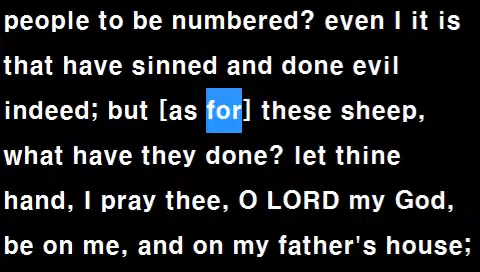 people to be numbered? even I it is
that have sinned and done evil
indeed; but [as for] these sheep,
what have they done? let thine
hand, I pray thee, O LORD my God,
be on me, and on my father's house;